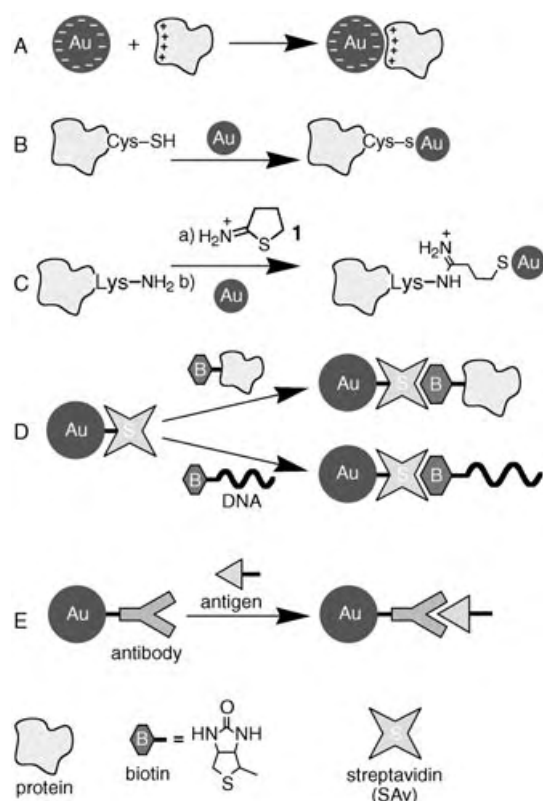 A Au + + + + + Au + + + +
B Cys–SH Au Cys–s Au
a) H₂N + S 1
C Lys–NH₂ b) Au Lys–NH H₂N + S Au
B Au S B
D Au S
B DNA Au S B
E Au antibody antigen Au
protein
B = biotin O HN NH S
S streptavidin
(SAv)